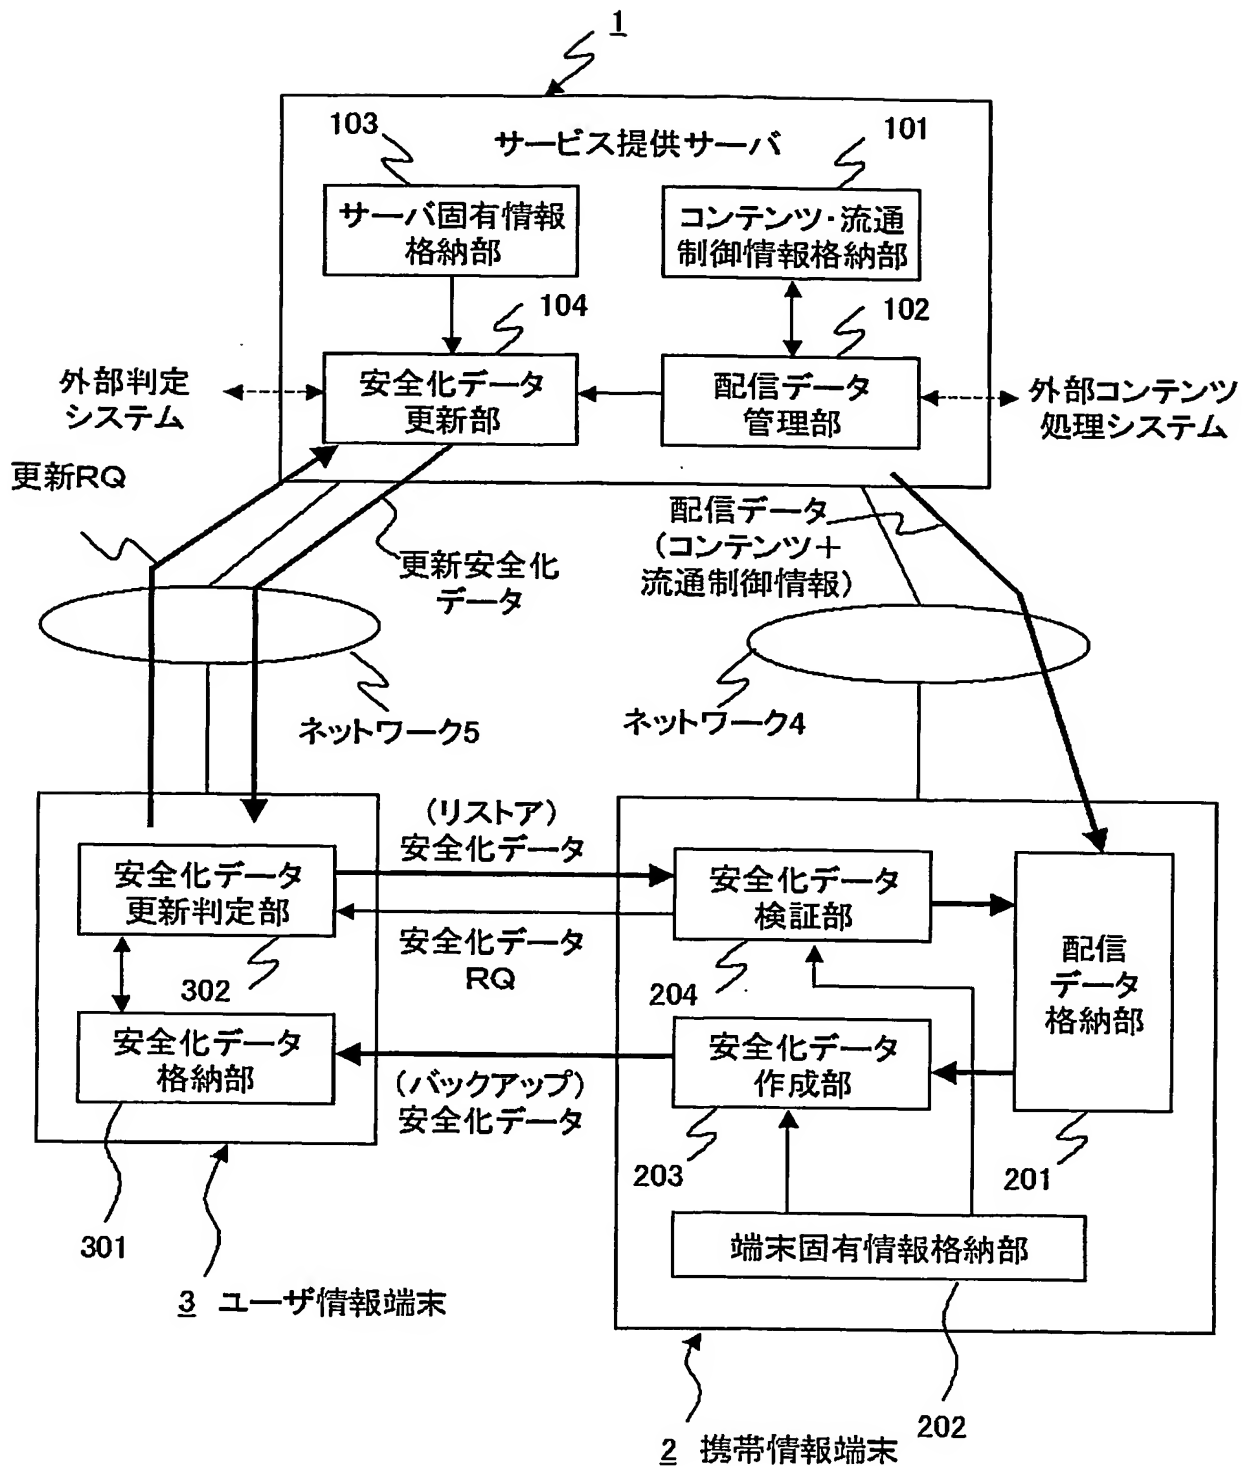 1
103
サービス提供サーバ
101
サーバ固有情報
格納部
コンテンツ・流通
制御情報格納部
104
102
外部判定
システム
安全化データ
更新部
配信データ
管理部
外部コンテンツ
処理システム
更新RQ
配信データ
(コンテンツ+
流通制御情報)
更新安全化
データ
ネットワーク5
ネットワーク4
(リストア)
安全化データ
安全化データ
更新判定部
安全化データ
検証部
安全化データ
RQ
302
204
配信
データ
格納部
安全化データ
格納部
安全化データ
作成部
(バックアップ)
安全化データ
203
201
301
端末固有情報格納部
3 ユーザ情報端末
202
2 携帯情報端末